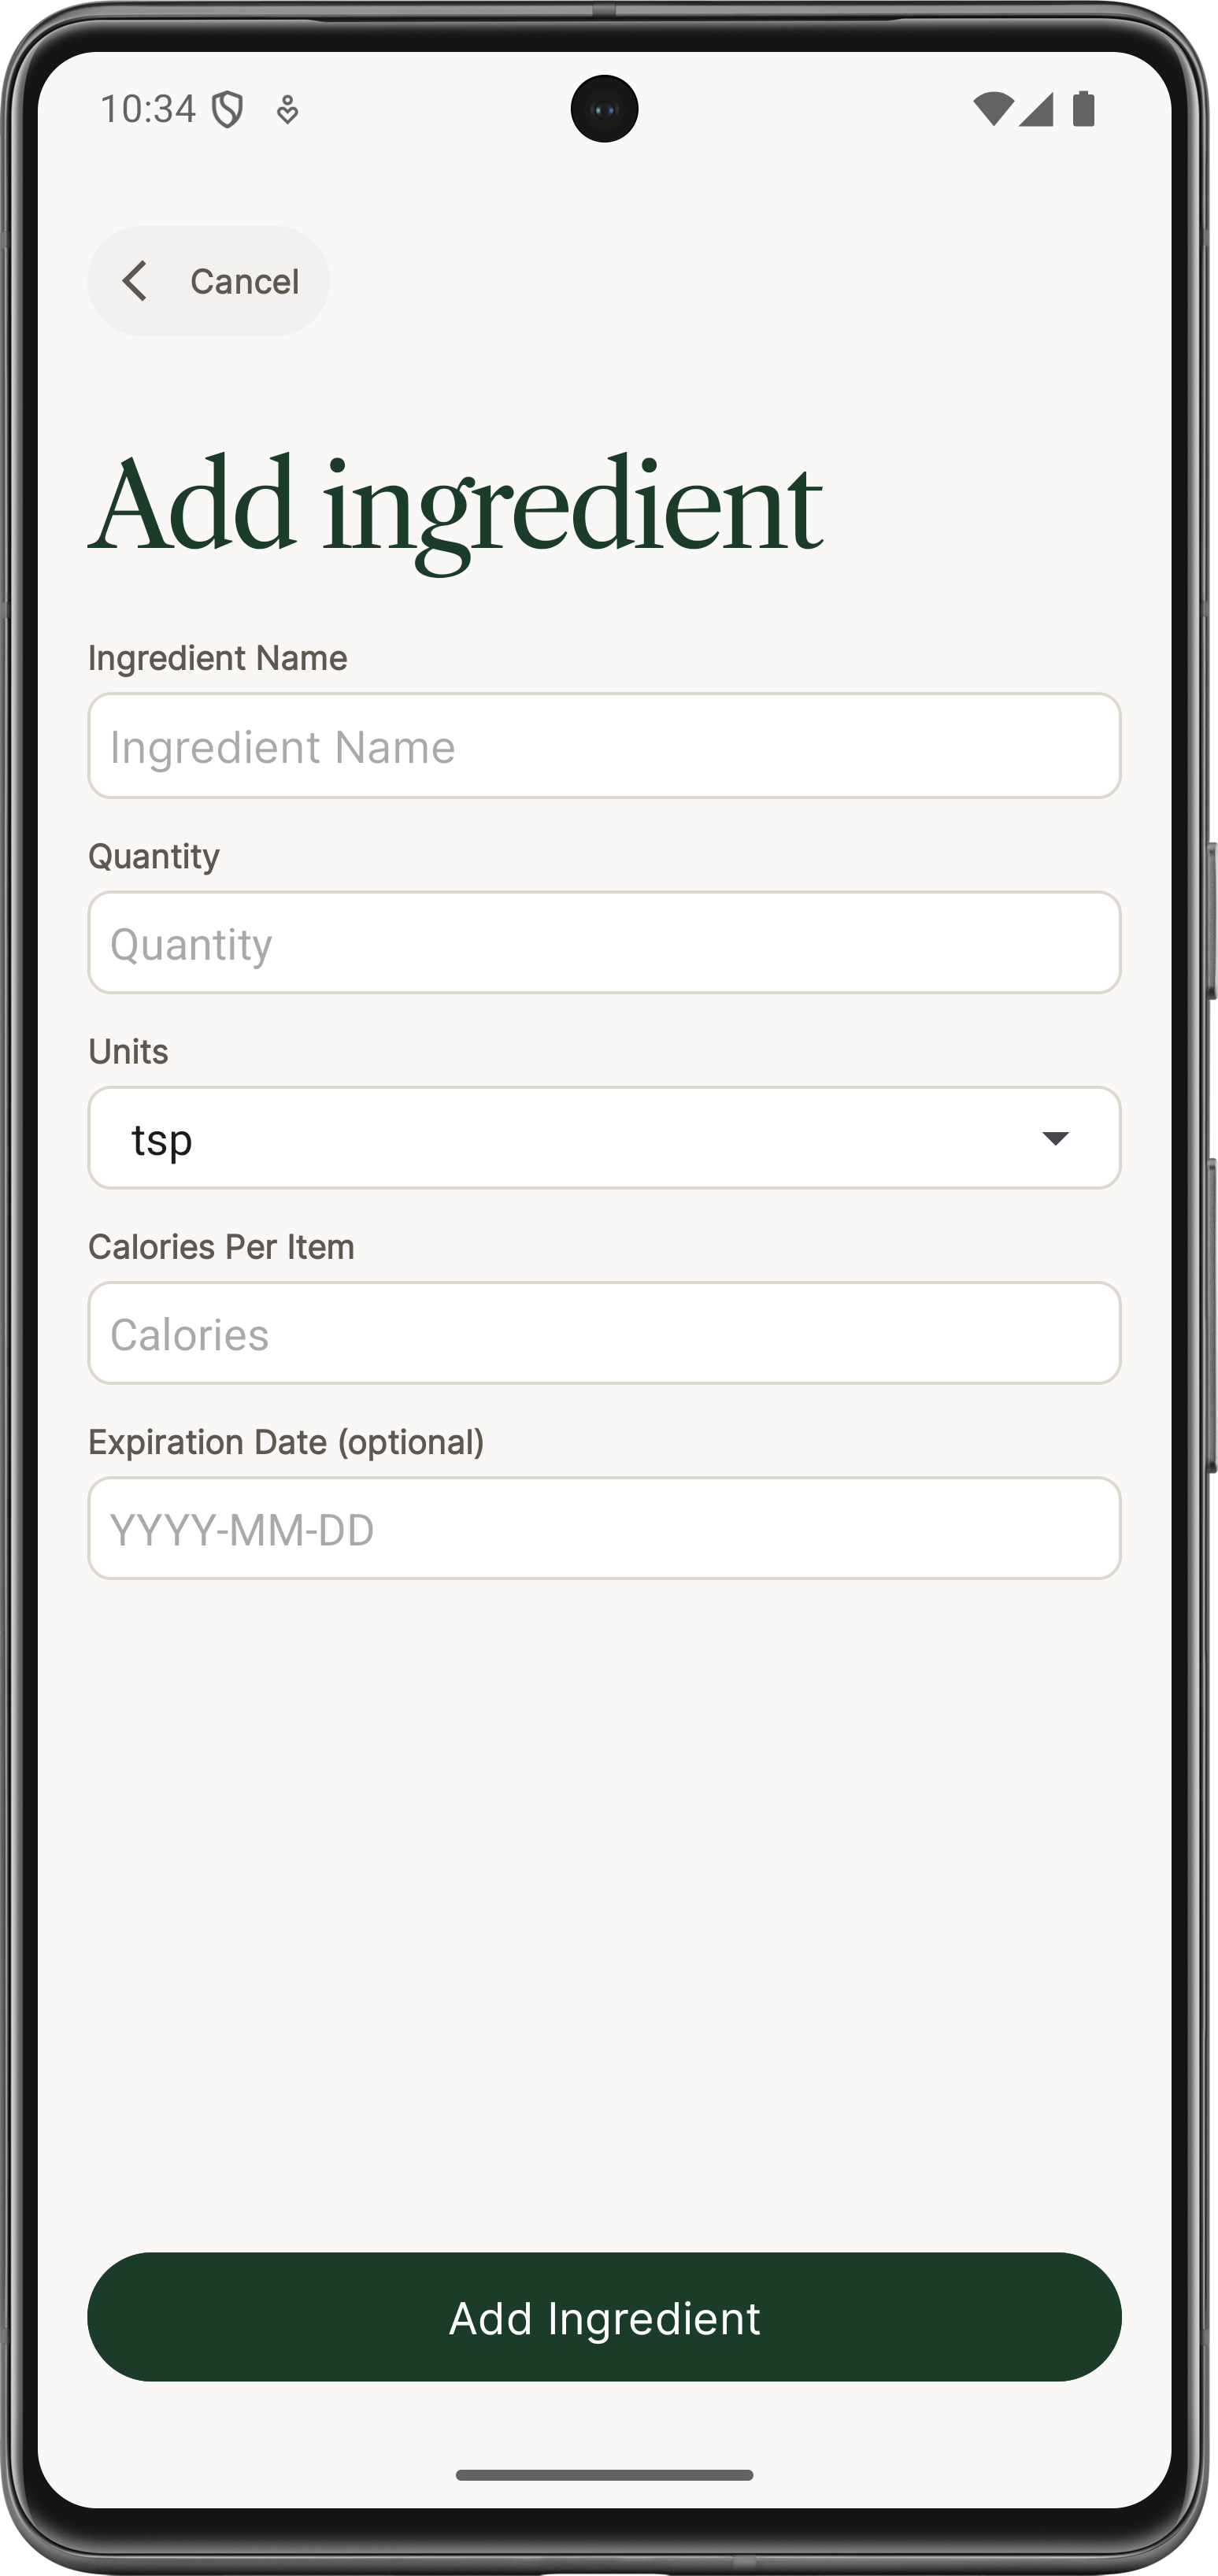 10:34
Cancel
Add ingredient
Ingredient Name
Ingredient Name
Quantity
Quantity
Units
tsp
Calories Per Item
Calories
Expiration Date (optional)
YYYY-MM-DD
Add Ingredient